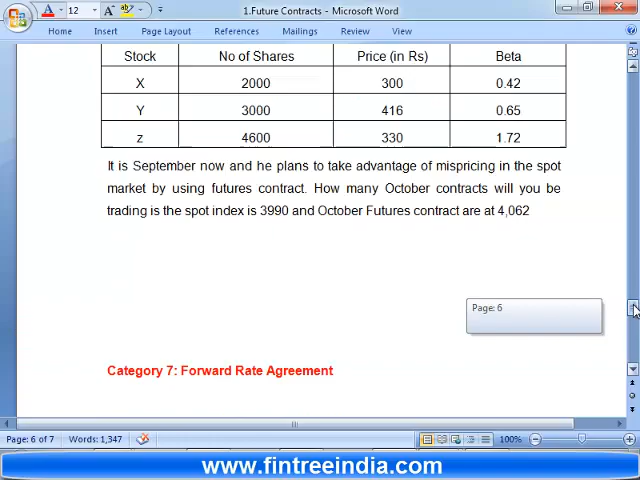 1.Future Contracts - Microsoft Word
12
Home Insert Page Layout References Mailings Review View
Stock No of Shares Price (in Rs) Beta
X 2000 300 0.42
Y 3000 416 0.65
z 4600 330 1.72
It is September now and he plans to take advantage of mispricing in the spot
market by using futures contract. How many October contracts will you be
trading is the spot index is 3990 and October Futures contract are at 4,062
Page: 6
Category 7: Forward Rate Agreement
Page: 6 of 7 Words: 1,347 100%
www.fintreeindia.com